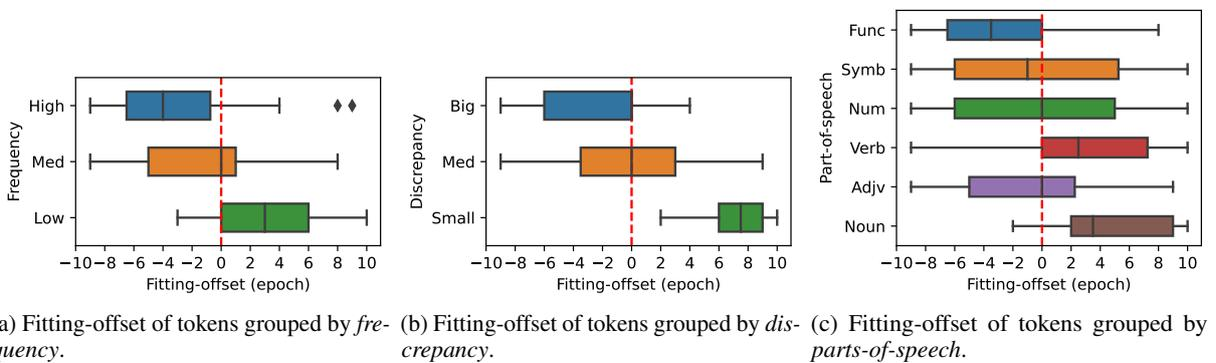 High
Med
Low
Frequency
−10 −8 −6 −4 −2 0 2 4 6 8 10
Fitting-offset (epoch)
Big
Med
Small
Discrepancy
−10 −8 −6 −4 −2 0 2 4 6 8 10
Fitting-offset (epoch)
Func
Symb
Num
Verb
Adjv
Noun
Part-of-speech
−10 −8 −6 −4 −2 0 2 4 6 8 10
Fitting-offset (epoch)
a) Fitting-offset of tokens grouped by fre-
quency.
(b) Fitting-offset of tokens grouped by dis-
crepancy.
(c) Fitting-offset of tokens grouped by
parts-of-speech.